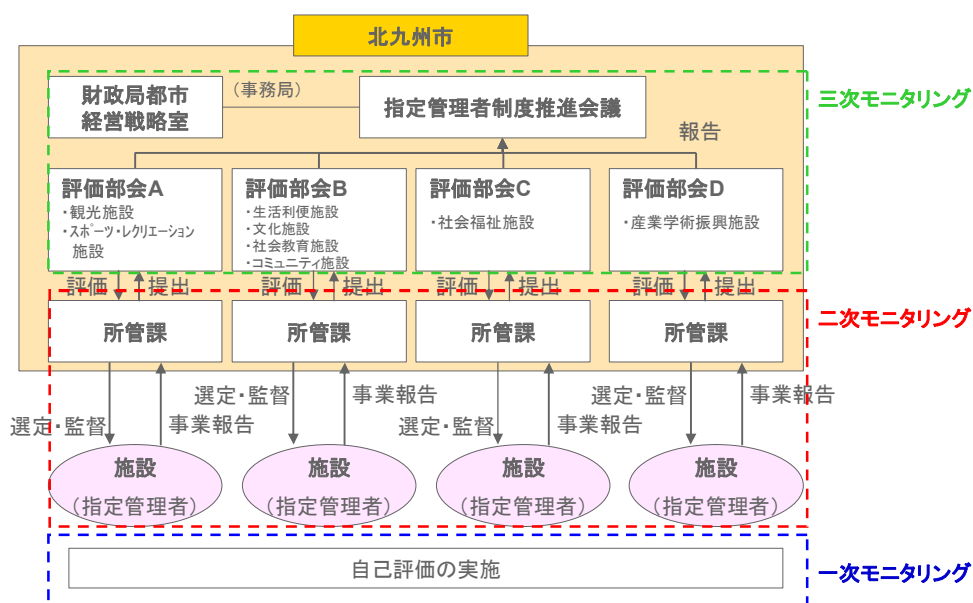 北九州市
三次モニタリング
財政局都市
経営戦略室
(事務局)
指定管理者制度推進会議
報告
評価部会A
・観光施設
・スポーツ・レクリエーション
施設
評価部会B
・生活利便施設
・文化施設
・社会教育施設
・コミュニティ施設
評価部会C
・社会福祉施設
評価部会D
・産業学術振興施設
評価 提出
評価 提出
評価 提出
評価 提出
二次モニタリング
所管課
所管課
所管課
所管課
選定・監督 事業報告
選定・監督 事業報告
選定・監督 事業報告
選定・監督 事業報告
施設
(指定管理者)
施設
(指定管理者)
施設
(指定管理者)
施設
(指定管理者)
自己評価の実施
一次モニタリング